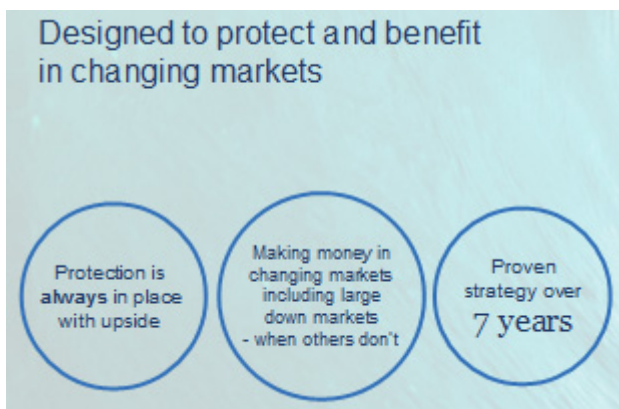 Designed to protect and benefit
in changing markets
Protection is
always in place
with upside
Making money in
changing markets
including large
down markets
- when others don't
Proven
strategy over
7 years